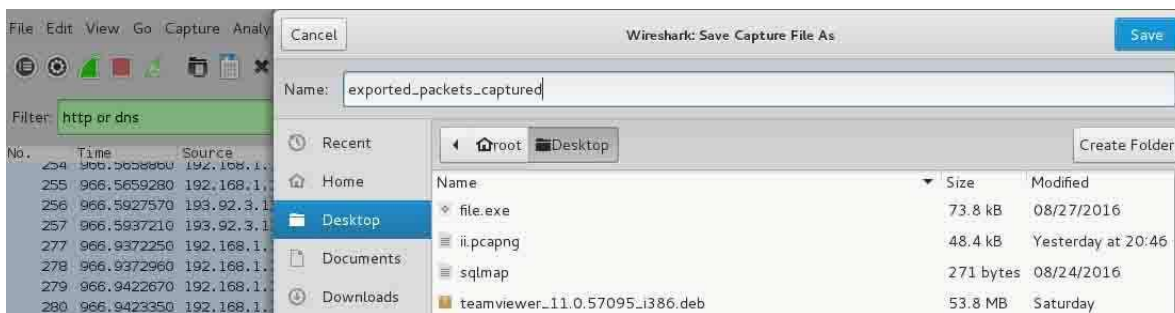 File Edit View Go Capture Analy
Cancel
Wireshark: Save Capture File As
Save
Name: exported_packets_captured
Filter: http or dns
No. Time Source
254 966.5658860 192.168.1.
255 966.5659280 192.168.1.
256 966.5927570 193.92.3.1
257 966.5937210 193.92.3.1
277 966.9372250 192.168.1.
278 966.9372960 192.168.1.
279 966.9422670 192.168.1.
280 966.9423350 192.168.1.
Recent
Home
Desktop
Documents
Downloads
root Desktop
Create Folder
Name Size Modified
file.exe 73.8 kB 08/27/2016
ii.pcapng 48.4 kB Yesterday at 20:46
sqlmap 271 bytes 08/24/2016
teamviewer_11.0.57095_i386.deb 53.8 MB Saturday